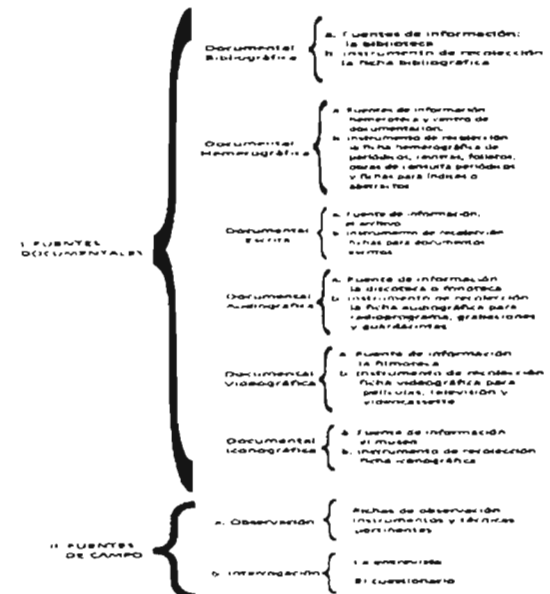 I. FUENTES
DOCUMENTALES
Documental
Bibliográfica
a. Fuentes de información:
la biblioteca
b. instrumento de recolección
la ficha bibliográfica
Documental
Hemerográfica
a. Fuentes de información
hemeroteca y centro de
documentación.
b. instrumento de recolección
la ficha hemerográfica de
periódicos, revistas, folletos,
obras de consulta periódicos
y fichas para índices o
abstractos
Documental
Escrita
a. Fuente de información:
el archivo
b. instrumento de recolección
fichas para documentos
escritos
Documental
Audiográfica
a. Fuente de información
la discoteca o fonoteca
b. instrumento de recolección
la ficha audiográfica para
radioprograma, grabaciones
y guardacintas
Documental
Videográfica
a. Fuente de información
la filmoteca
b. instrumento de recolección
ficha videográfica para
películas, televisión y
videocassette
Documental
Iconográfica
a. Fuente de información
el museo
b. instrumento de recolección
ficha iconográfica
II. FUENTES
DE CAMPO
a. Observación
Fichas de observación
instrumentos y técnicas
pertinentes
b. Interrogación
La entrevista
El cuestionario